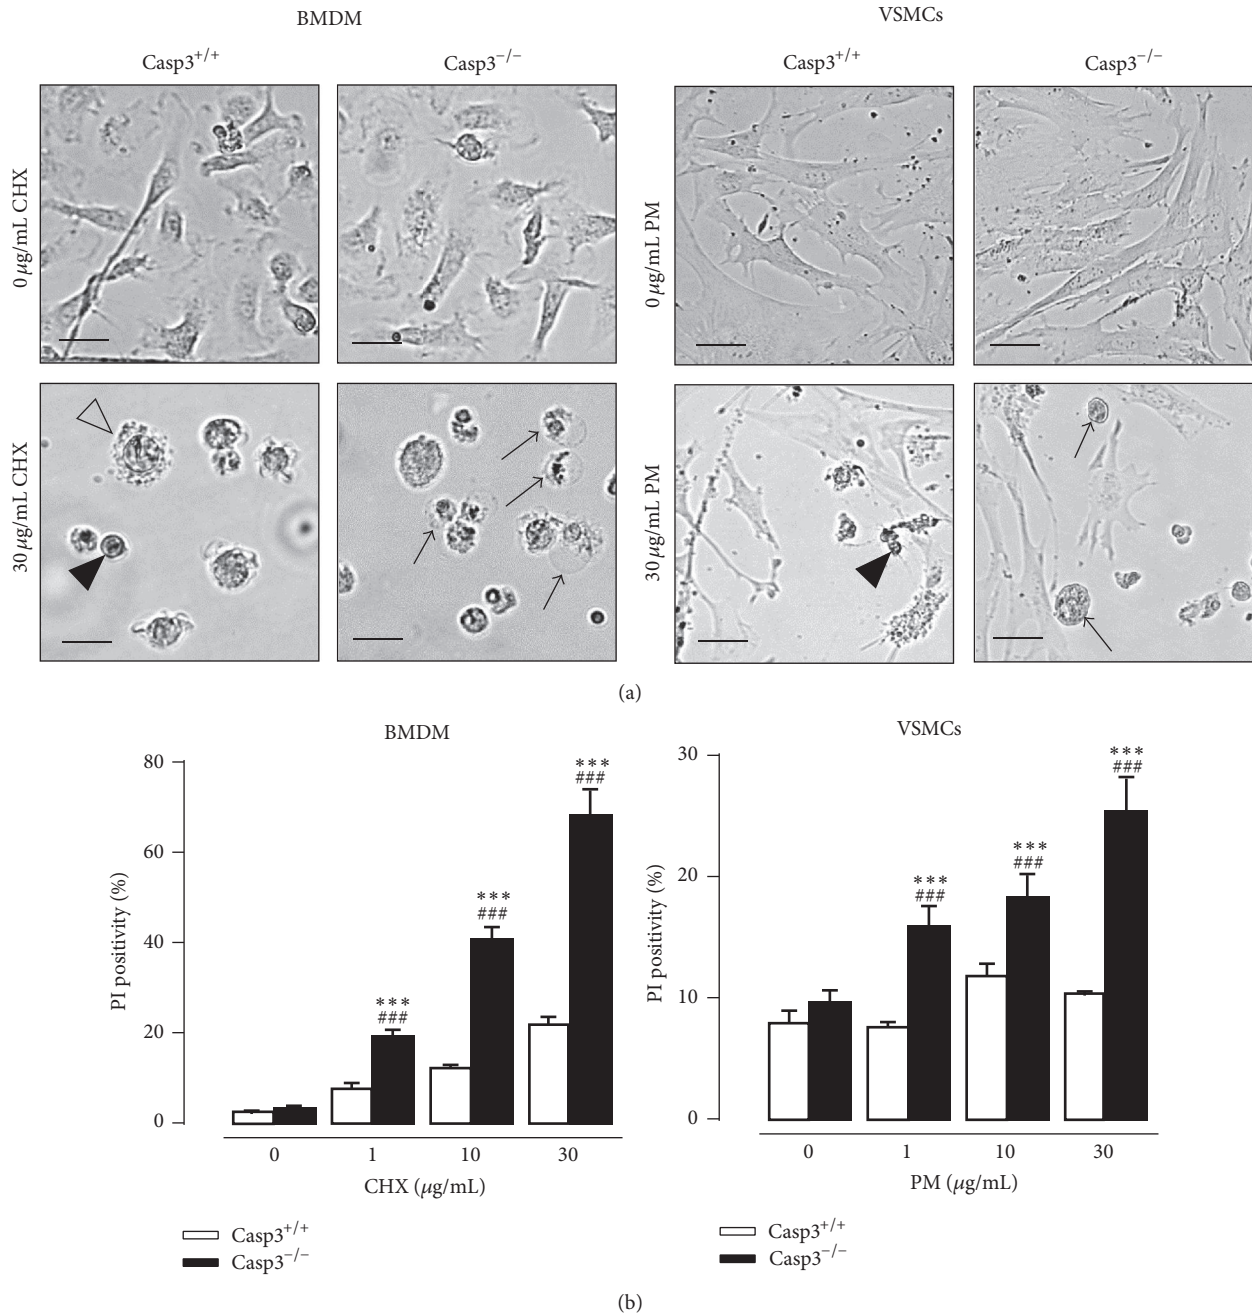 BMDM
VSMCs
Casp3+/+
Casp3−/−
Casp3+/+
Casp3−/−
0 μg/mL CHX
0 μg/mL PM
30 μg/mL CHX
30 μg/mL PM
(a)
BMDM
80
60
40
20
0
PI positivity (%)
***
###
***
###
***
###
0 1 10 30
CHX (μg/mL)
Casp3+/+
Casp3−/−
VSMCs
30
20
10
0
PI positivity (%)
***
###
***
###
***
###
0 1 10 30
PM (μg/mL)
Casp3+/+
Casp3−/−
(b)